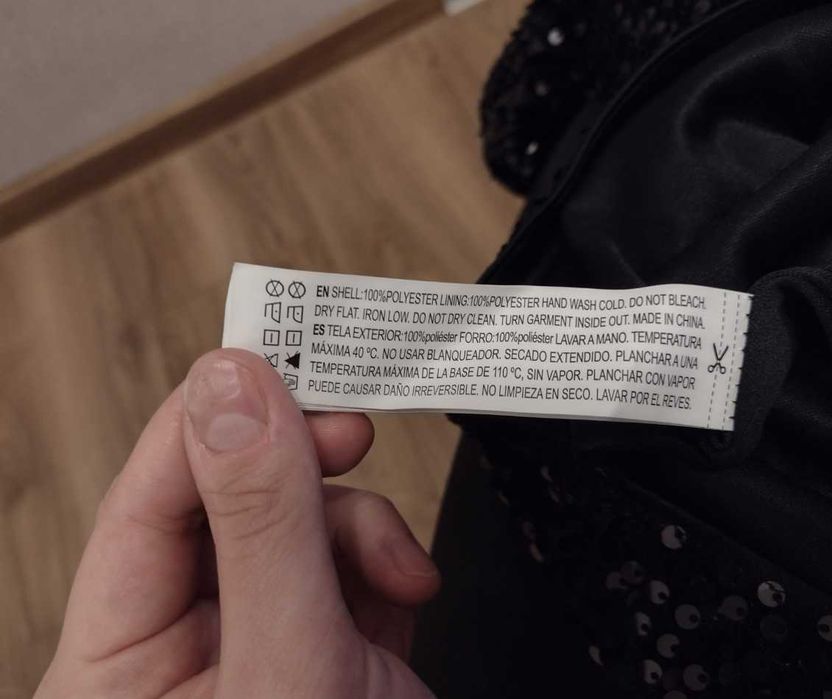 EN SHELL:100%POLYESTER LINING:100%POLYESTER HAND WASH COLD. DO NOT BLEACH.
DRY FLAT. IRON LOW. DO NOT DRY CLEAN. TURN GARMENT INSIDE OUT. MADE IN CHINA.
ES TELA EXTERIOR:100%poliéster FORRO:100%poliéster LAVAR A MANO. TEMPERATURA
MÁXIMA 40 ºC. NO USAR BLANQUEADOR. SECADO EXTENDIDO. PLANCHAR A UNA
TEMPERATURA MÁXIMA DE LA BASE DE 110 ºC, SIN VAPOR. PLANCHAR CON VAPOR
PUEDE CAUSAR DAÑO IRREVERSIBLE. NO LIMPIEZA EN SECO. LAVAR POR EL REVES.